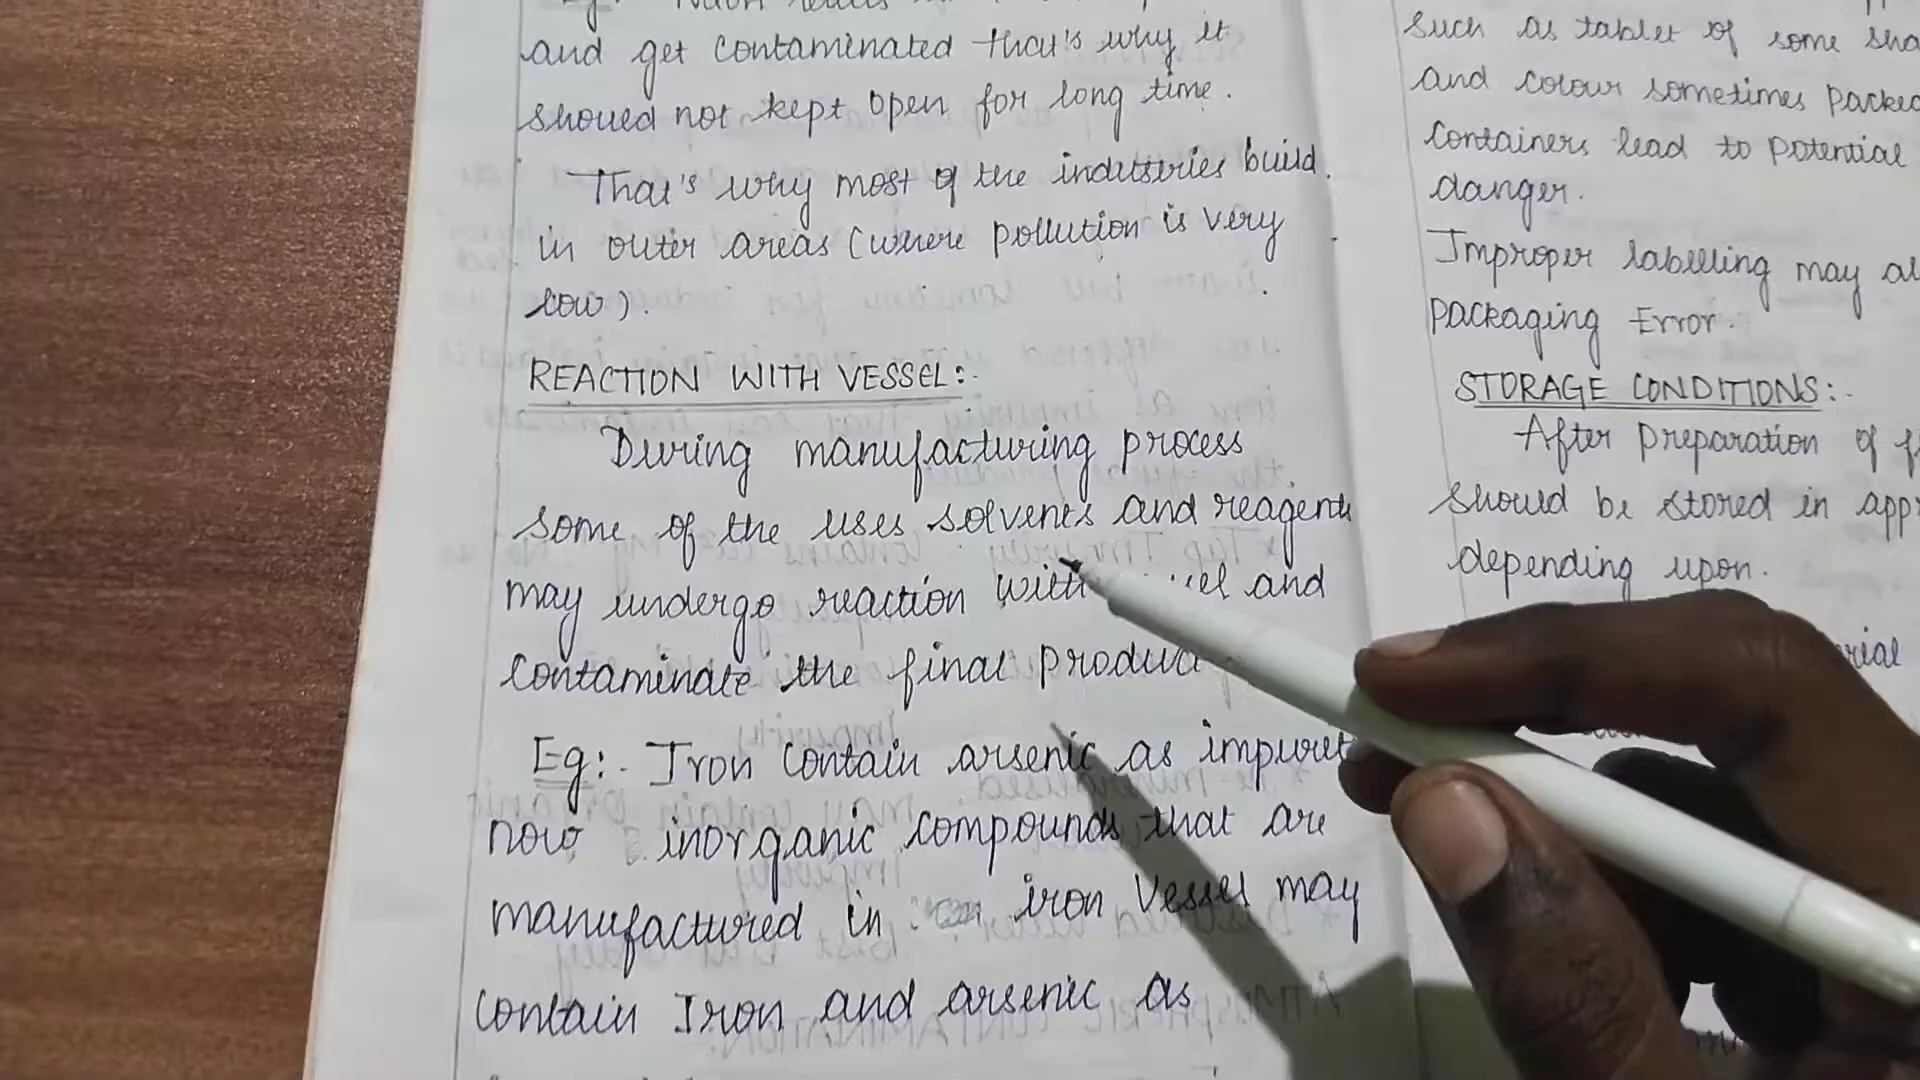 and get contaminated that's why it
should not kept open for long time.
That's why most of the industries build.
in outer areas (where pollution is very
low).
REACTION WITH VESSEL:-
During manufacturing process
some of the uses solvents and reagents
may undergo reaction with and
contaminate the final product
Eg:- Iron contain arsenic as
now inorganic compounds that are
manufactured in iron vessel may
contain Iron and arsenic as
such as tablet of some
and colour sometimes
containers lead to potential
danger.
Improper labelling may
packaging Error.
STORAGE CONDITIONS:-
After preparation of
should be stored in
depending upon.